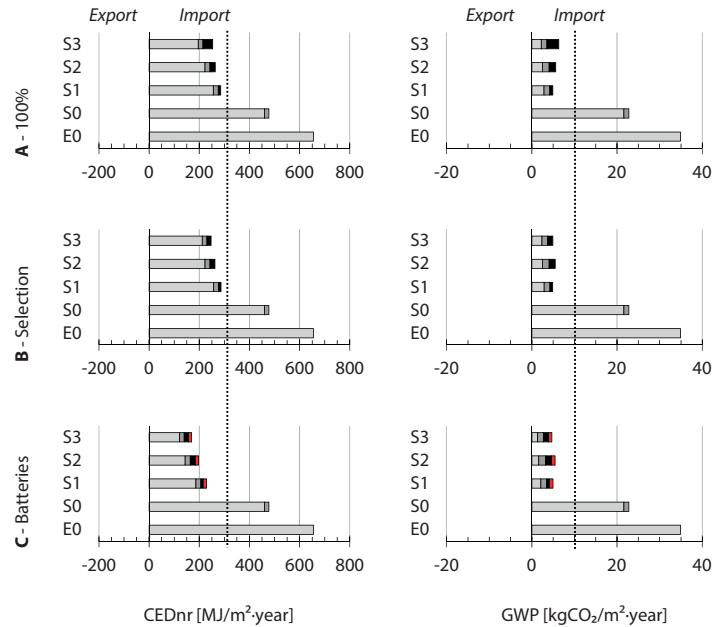 Export Import Export Import
A - 100%
S3 S3
S2 S2
S1 S1
S0 S0
E0 E0
-200 0 200 400 600 800 -20 0 20 40
B - Selection
S3 S3
S2 S2
S1 S1
S0 S0
E0 E0
-200 0 200 400 600 800 -20 0 20 40
C - Batteries
S3 S3
S2 S2
S1 S1
S0 S0
E0 E0
-200 0 200 400 600 800 -20 0 20 40
CEDnr [MJ/m²·year] GWP [kgCO₂/m²·year]